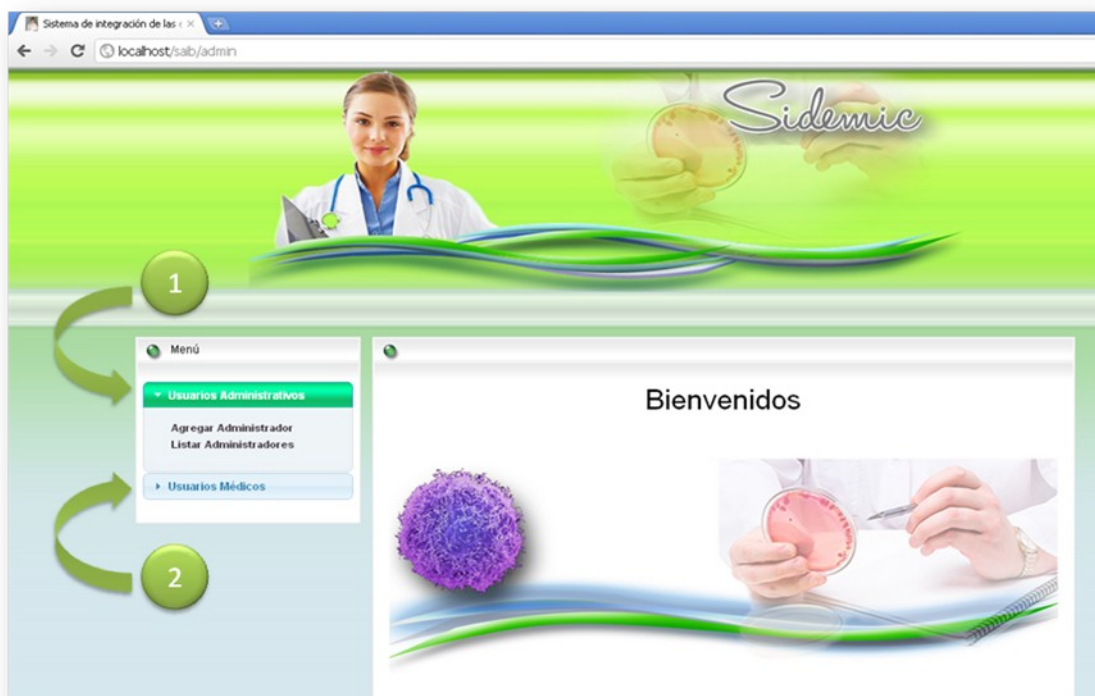 Sistema de integración de las
localhost/saib/admin
Sidemic
1
Menú
Usuarios Administrativos
Agregar Administrador
Listar Administradores
Usuarios Médicos
2
Bienvenidos